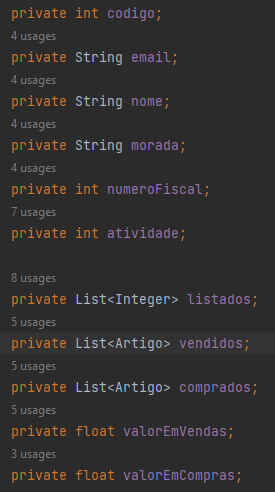 private int codigo;
4 usages
private String email;
4 usages
private String nome;
4 usages
private String morada;
4 usages
private int numeroFiscal;
7 usages
private int atividade;
8 usages
private List<Integer> listados;
5 usages
private List<Artigo> vendidos;
5 usages
private List<Artigo> comprados;
5 usages
private float valorEmVendas;
3 usages
private float valorEmCompras;